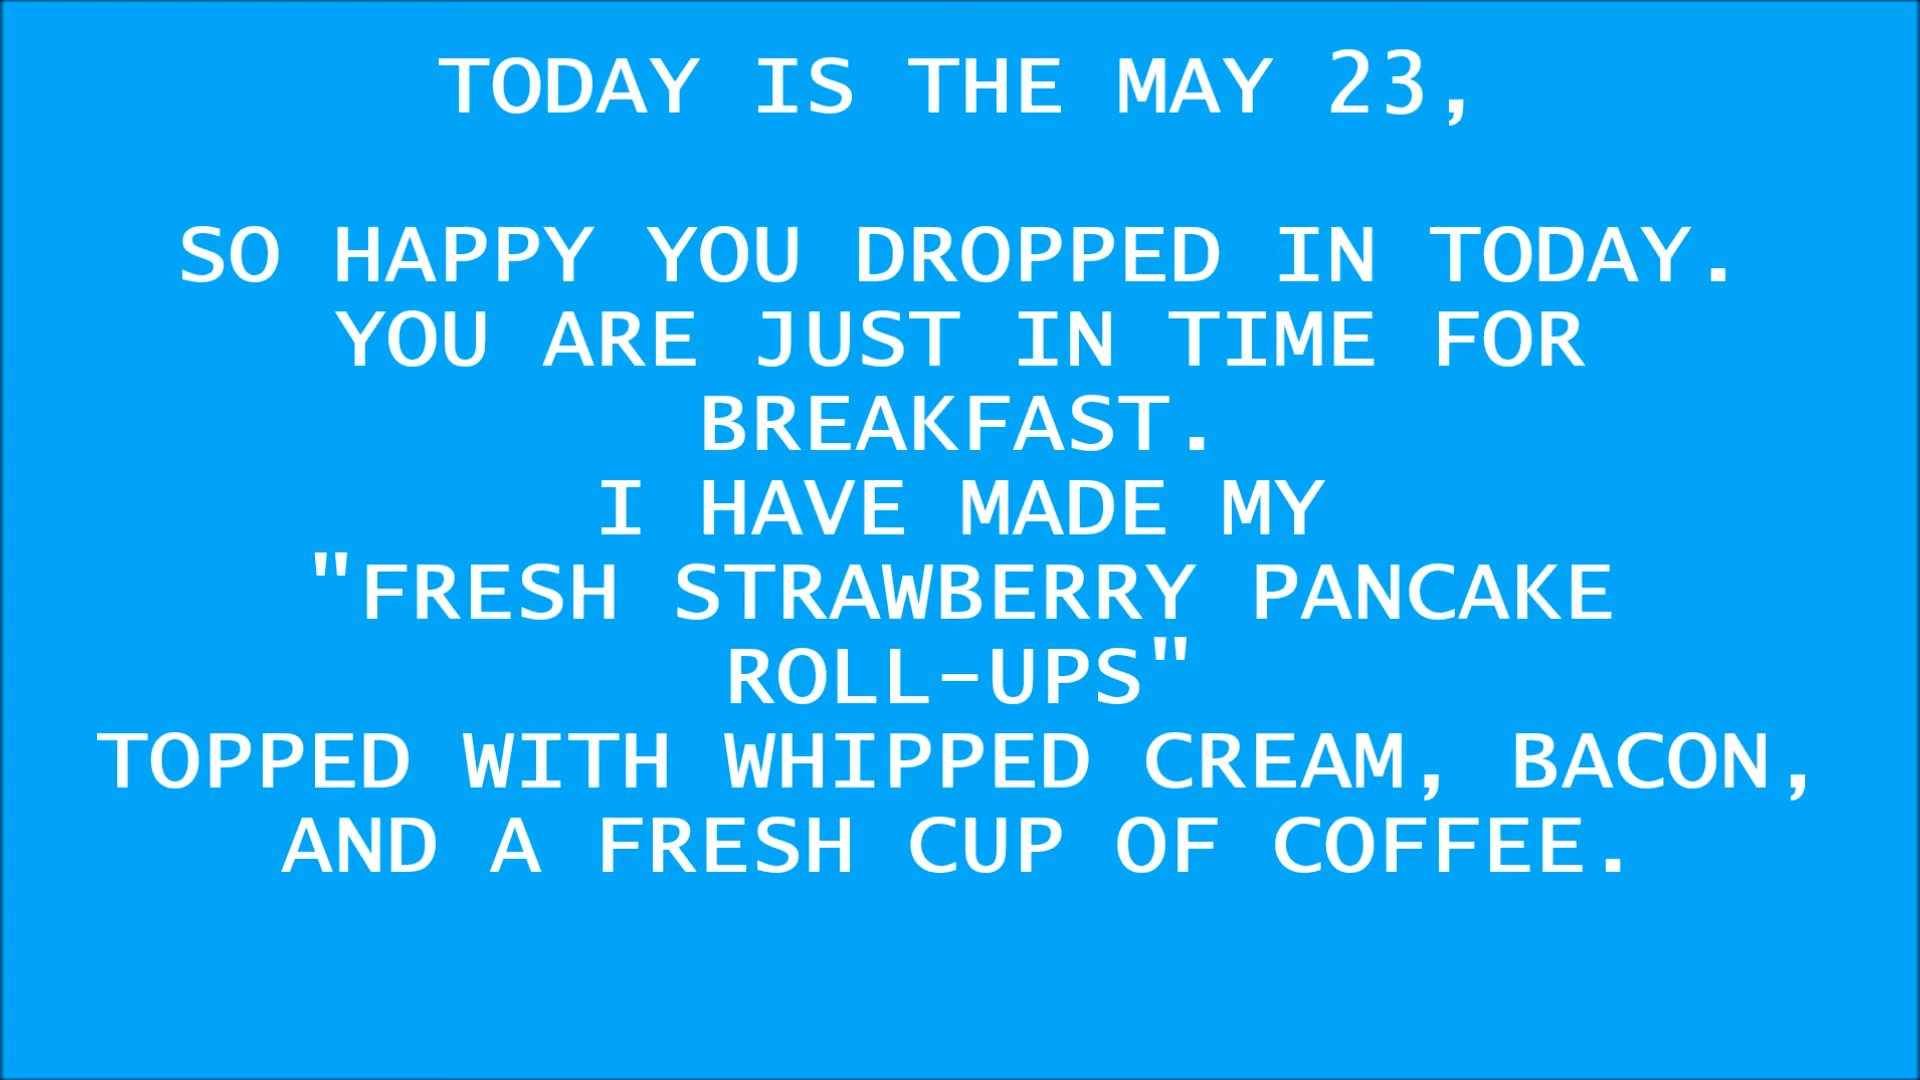 TODAY IS THE MAY 23,
SO HAPPY YOU DROPPED IN TODAY.
YOU ARE JUST IN TIME FOR
BREAKFAST.
I HAVE MADE MY
"FRESH STRAWBERRY PANCAKE
ROLL-UPS"
TOPPED WITH WHIPPED CREAM, BACON,
AND A FRESH CUP OF COFFEE.